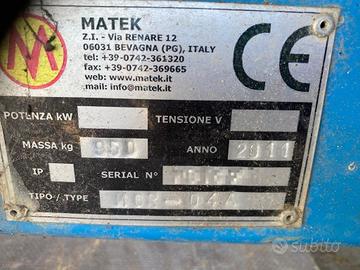 M
MATEK
Z.I. - Via RENARE 12
06031 BEVAGNA (PG), ITALY
tel: +39-0742-361320
fax: +39-0742-369665
web: www.matek.it
mail: info@matek.it
CE
POTENZA kW
TENSIONE V
MASSA kg 950
ANNO 2011
IP
SERIAL N°
TIPO / TYPE
subito